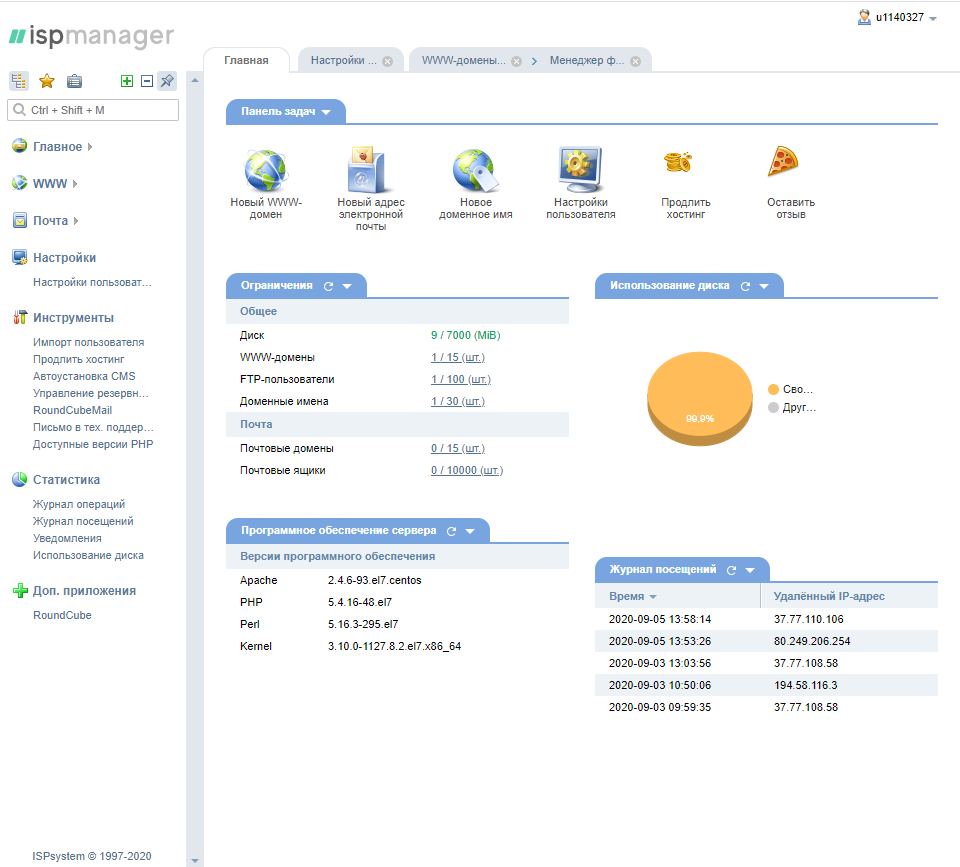 u1140327
ispmanager
Главная
Настройки ...
WWW-домены...
Менеджер ф...
Ctrl + Shift + M
Главное
WWW
Почта
Настройки
Настройки пользоват...
Инструменты
Импорт пользователя
Продлить хостинг
Автоустановка CMS
Управление резервн...
RoundCubeMail
Письмо в тех. поддер...
Доступные версии PHP
Статистика
Журнал операций
Журнал посещений
Уведомления
Использование диска
Доп. приложения
RoundCube
ISPsystem © 1997-2020
Панель задач
Новый WWW-
домен
Новый адрес
электронной
почты
Новое
доменное имя
Настройки
пользователя
Продлить
хостинг
Оставить
отзыв
Ограничения
Общее
Диск 9 / 7000 (MiB)
WWW-домены 1 / 15 (шт.)
FTP-пользователи 1 / 100 (шт.)
Доменные имена 1 / 30 (шт.)
Почта
Почтовые домены 0 / 15 (шт.)
Почтовые ящики 0 / 10000 (шт.)
Использование диска
99,9%
Сво...
Друг...
Программное обеспечение сервера
Версии программного обеспечения
Apache 2.4.6-93.el7.centos
PHP 5.4.16-48.el7
Perl 5.16.3-295.el7
Kernel 3.10.0-1127.8.2.el7.x86_64
Журнал посещений
Время Удалённый IP-адрес
2020-09-05 13:58:14 37.77.110.106
2020-09-05 13:53:26 80.249.206.254
2020-09-03 13:03:56 37.77.108.58
2020-09-03 10:50:06 194.58.116.3
2020-09-03 09:59:35 37.77.108.58